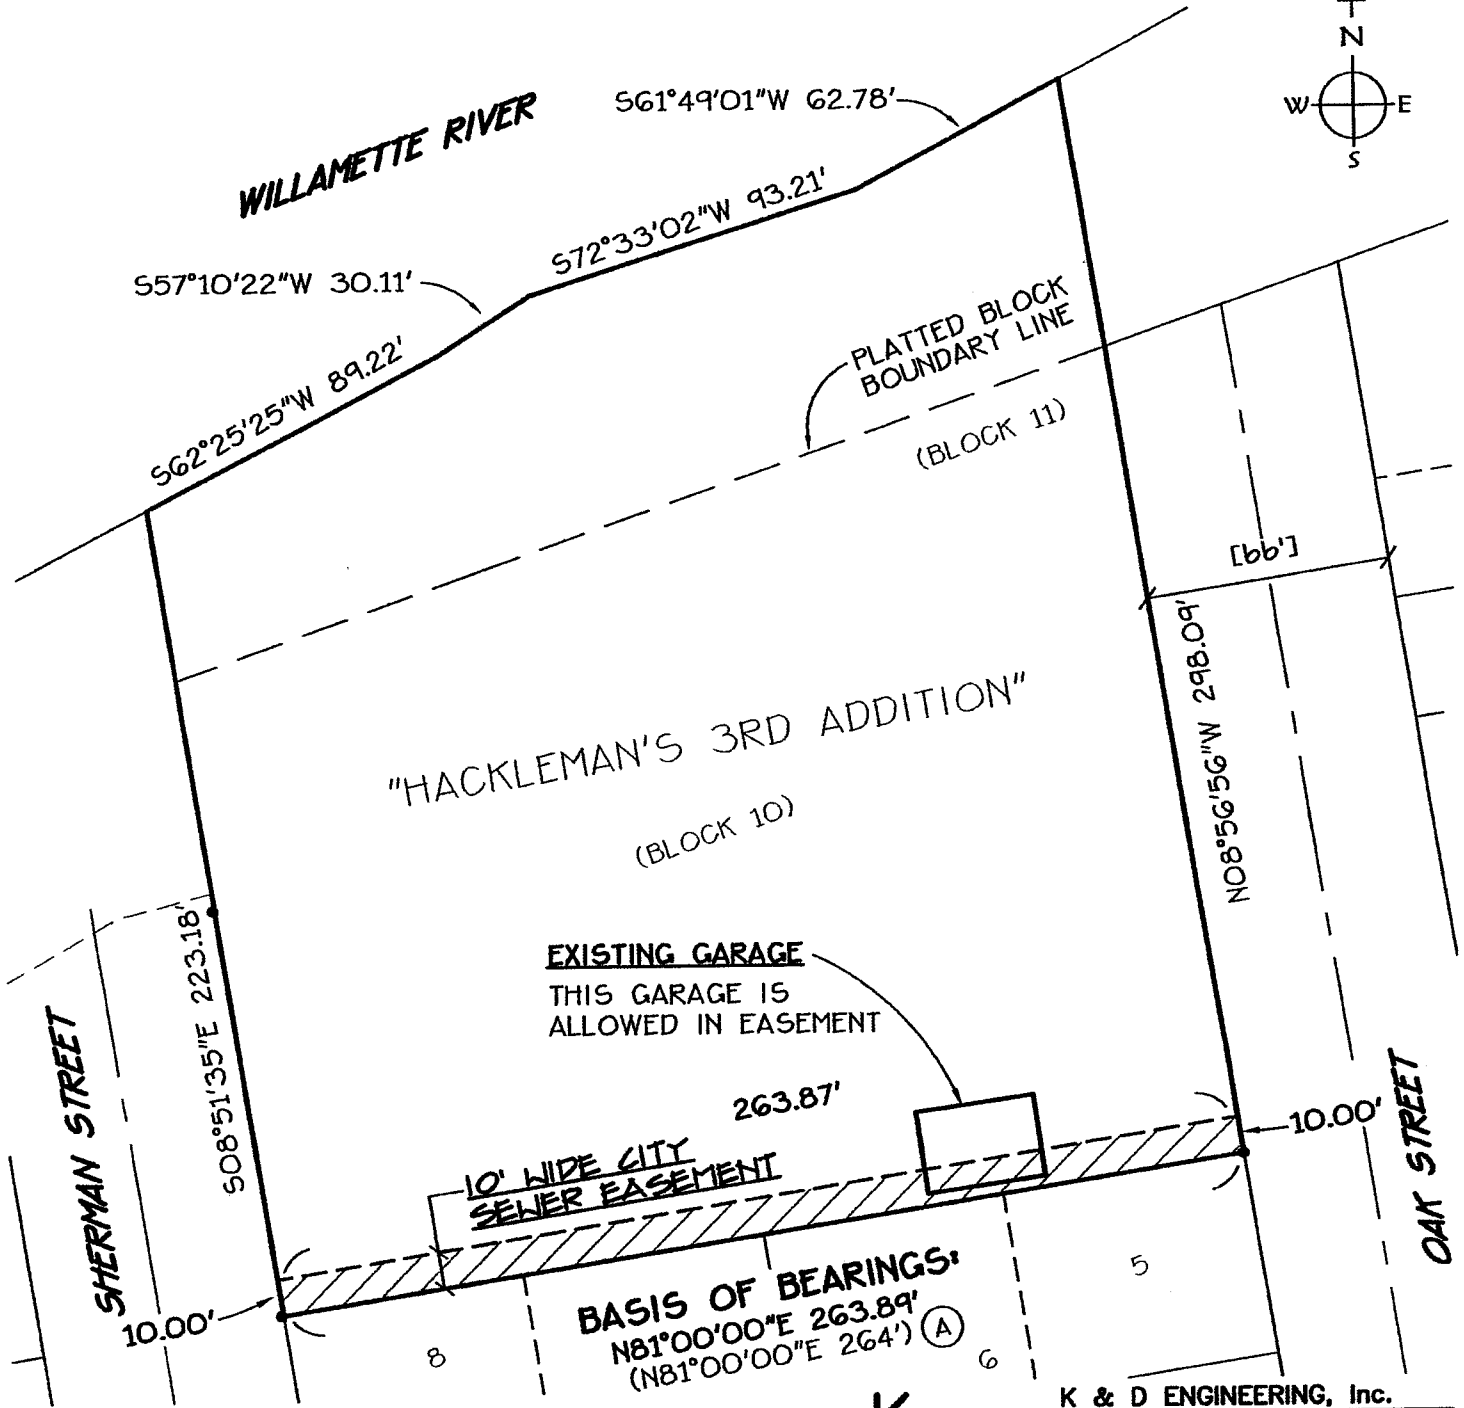 N
W E
S
S61°49'01"W 62.78'
WILLAMETTE RIVER
S72°33'02"W 93.21'
S57°10'22"W 30.11'
S62°25'25"W 89.22'
PLATTED BLOCK
BOUNDARY LINE
(BLOCK 11)
[66']
N08°56'56"W 298.09'
"HACKLEMAN'S 3RD ADDITION"
(BLOCK 10)
EXISTING GARAGE
THIS GARAGE IS
ALLOWED IN EASEMENT
S08°51'35"E 223.18'
SHERMAN STREET
263.87'
10.00'
OAK STREET
10' WIDE CITY
SEWER EASEMENT
10.00'
BASIS OF BEARINGS:
N81°00'00"E 263.89'
(N81°00'00"E 264') A
8
6
5
K & D ENGINEERING, Inc.